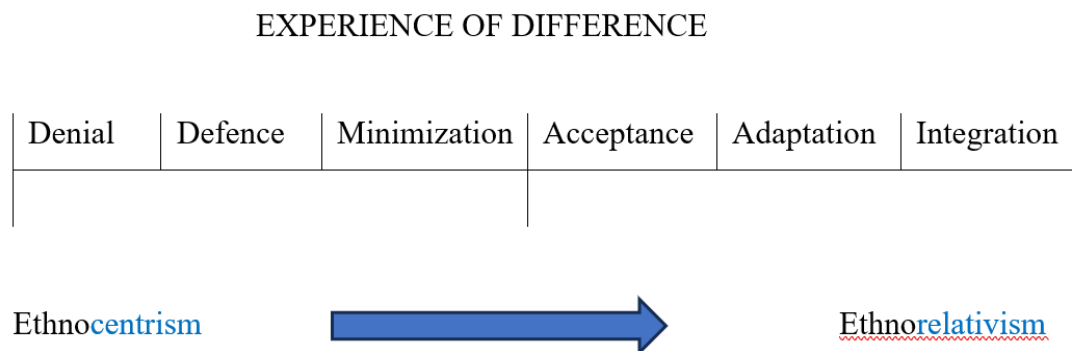 EXPERIENCE OF DIFFERENCE
Denial Defence Minimization Acceptance Adaptation Integration
Ethnocentrism Ethnorelativism